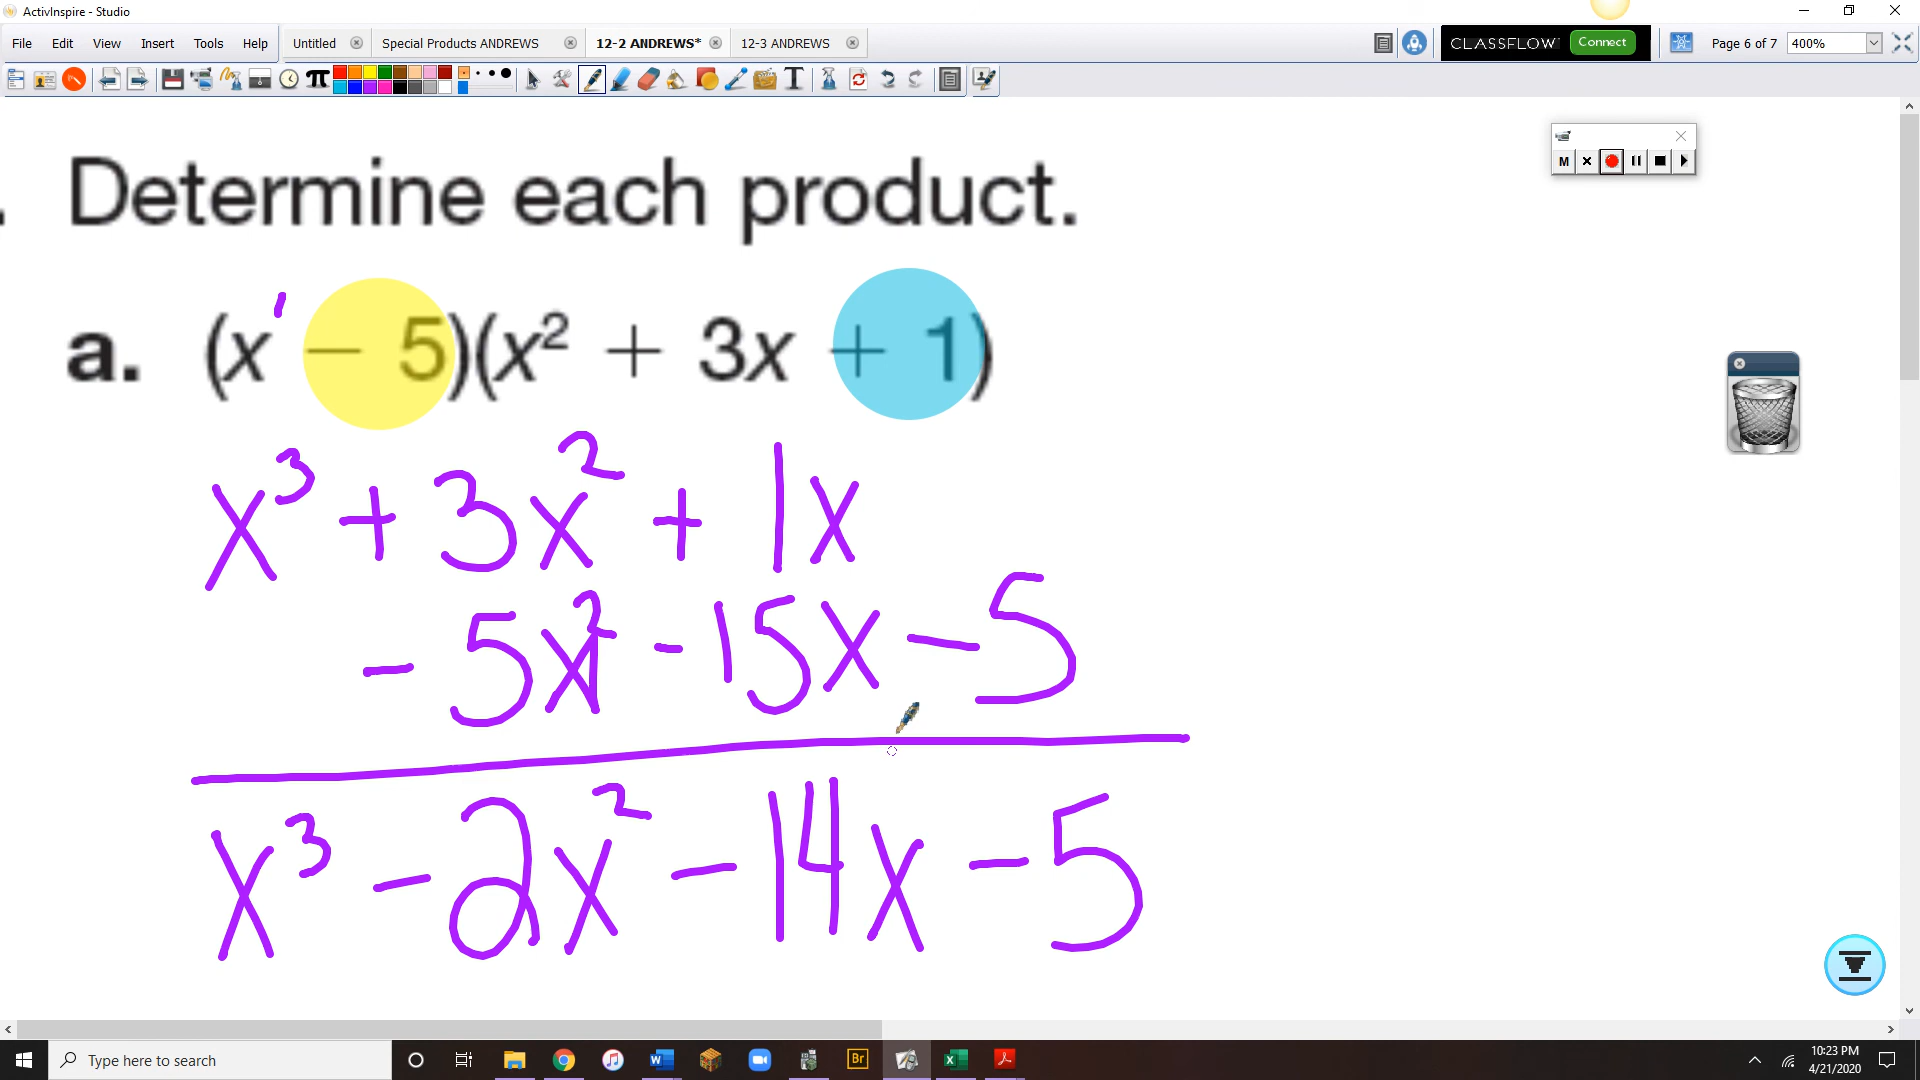 ActivInspire - Studio
File Edit View Insert Tools Help
Untitled Special Products ANDREWS 12-2 ANDREWS* 12-3 ANDREWS
CLASSFLOW Connect Page 6 of 7 400%
M
. Determine each product.
a. (x¹ − 5)(x² + 3x + 1)
x³ + 3x² + 1x
- 5x² - 15x - 5
x³ - 2x² - 14x - 5
Type here to search
Br
10:23 PM
4/21/2020